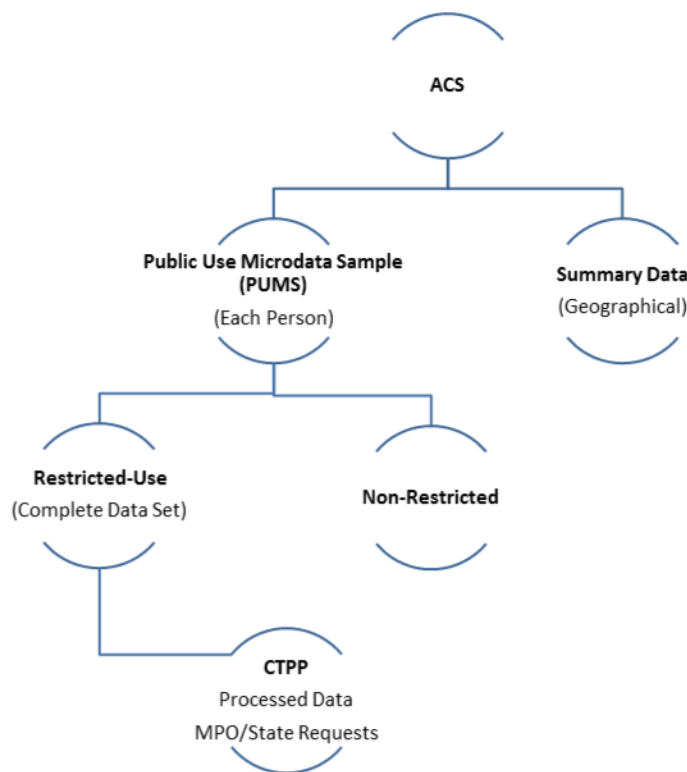 ACS
Public Use Microdata Sample
(PUMS)
(Each Person)
Summary Data
(Geographical)
Restricted-Use
(Complete Data Set)
Non-Restricted
CTPP
Processed Data
MPO/State Requests